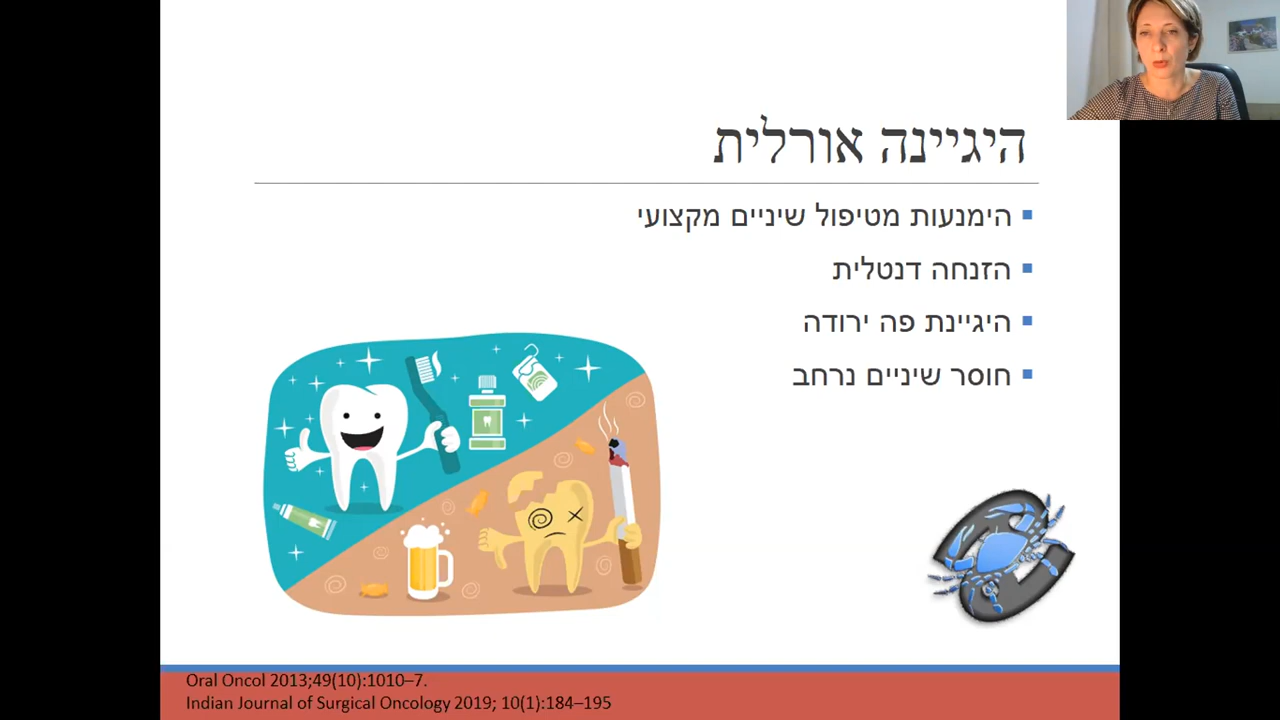 היגיינה אורלית
הימנעות מטיפול שיניים מקצועי
הזנחה דנטלית
היגיינת פה ירודה
חוסר שיניים נרחב
Oral Oncol 2013;49(10):1010–7.
Indian Journal of Surgical Oncology 2019; 10(1):184–195